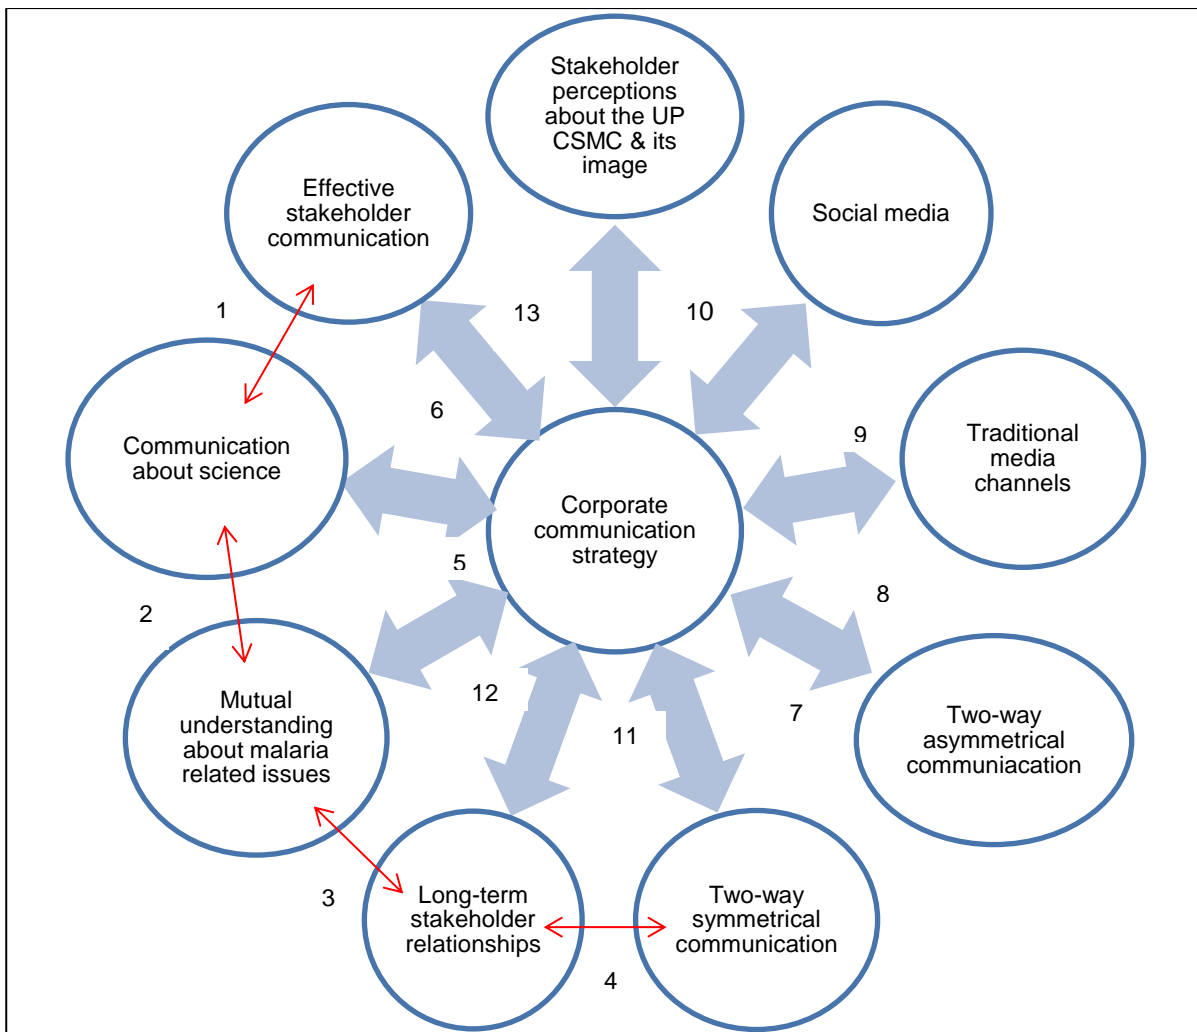 Stakeholder
perceptions
about the UP
CSMC & its
image
Effective
stakeholder
communication
Social media
1
13
10
6
9
Communication
about science
Traditional
media
channels
Corporate
communication
strategy
5
8
2
12
7
11
Mutual
understanding
about malaria
related issues
Two-way
asymmetrical
communiacation
3
Long-term
stakeholder
relationships
Two-way
symmetrical
communication
4